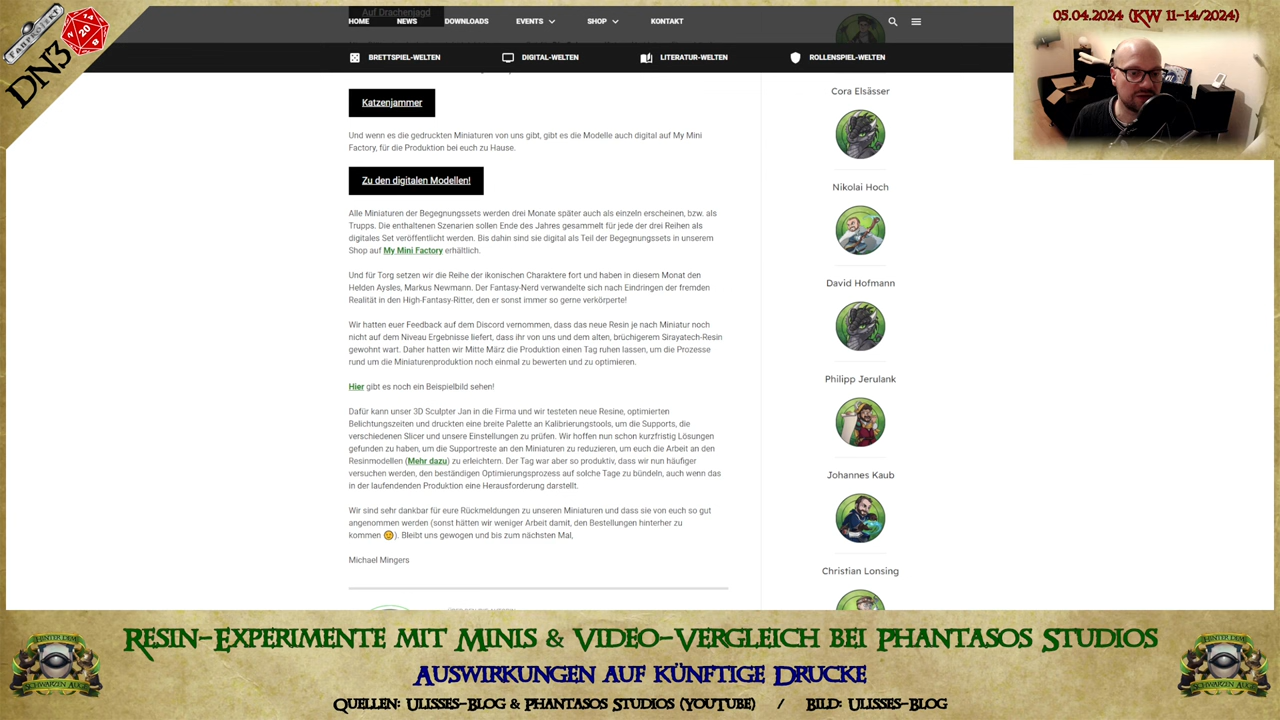 FanProjekt
DN3
14
20
05.04.2024 (KW 11-14/2024)
Auf Drachenjagd
HOME NEWS DOWNLOADS EVENTS SHOP KONTAKT
BRETTSPIEL-WELTEN DIGITAL-WELTEN LITERATUR-WELTEN ROLLENSPIEL-WELTEN
Katzenjammer
Und wenn es die gedruckten Miniaturen von uns gibt, gibt es die Modelle auch digital auf My Mini
Factory, für die Produktion bei euch zu Hause.
Zu den digitalen Modellen!
Alle Miniaturen der Begegnungssets werden drei Monate später auch als einzeln erscheinen, bzw. als
Trupps. Die enthaltenen Szenarien sollen Ende des Jahres gesammelt für jede der drei Reihen als
digitales Set veröffentlicht werden. Bis dahin sind sie digital als Teil der Begegnungssets in unserem
Shop auf My Mini Factory erhältlich.
Und für Torg setzen wir die Reihe der ikonischen Charaktere fort und haben in diesem Monat den
Helden Aysles, Markus Newmann. Der Fantasy-Nerd verwandelte sich nach Eindringen der fremden
Realität in den High-Fantasy-Ritter, den er sonst immer so gerne verkörperte!
Wir hatten euer Feedback auf dem Discord vernommen, dass das neue Resin je nach Miniatur noch
nicht auf dem Niveau Ergebnisse liefert, dass ihr von uns und dem alten, brüchigerem Sirayatech-Resin
gewohnt wart. Daher hatten wir Mitte März die Produktion einen Tag ruhen lassen, um die Prozesse
rund um die Miniaturenproduktion noch einmal zu bewerten und zu optimieren.
Hier gibt es noch ein Beispielbild sehen!
Dafür kann unser 3D Sculpter Jan in die Firma und wir testeten neue Resine, optimierten
Belichtungszeiten und druckten eine breite Palette an Kalibrierungstools, um die Supports, die
verschiedenen Slicer und unsere Einstellungen zu prüfen. Wir hoffen nun schon kurzfristig Lösungen
gefunden zu haben, um die Supportreste an den Miniaturen zu reduzieren, um euch die Arbeit an den
Resinmodellen (Mehr dazu) zu erleichtern. Der Tag war aber so produktiv, dass wir nun häufiger
versuchen werden, den beständigen Optimierungsprozess auf solche Tage zu bündeln, auch wenn das
in der laufendenden Produktion eine Herausforderung darstellt.
Wir sind sehr dankbar für eure Rückmeldungen zu unseren Miniaturen und dass sie von euch so gut
angenommen werden (sonst hätten wir weniger Arbeit damit, den Bestellungen hinterher zu
kommen 😉). Bleibt uns gewogen und bis zum nächsten Mal,
Michael Mingers
Cora Elsässer
Nikolai Hoch
David Hofmann
Philipp Jerulank
Johannes Kaub
Christian Lonsing
Resin-Experimente mit Minis & Video-Vergleich bei Phantasos Studios
Auswirkungen auf künftige Drucke
Quellen: Ulisses-Blog & Phantasos Studios (YouTube) / Bild: Ulisses-Blog
Hinter dem
Schwarzen Auge
Hinter dem
Schwarzen Auge